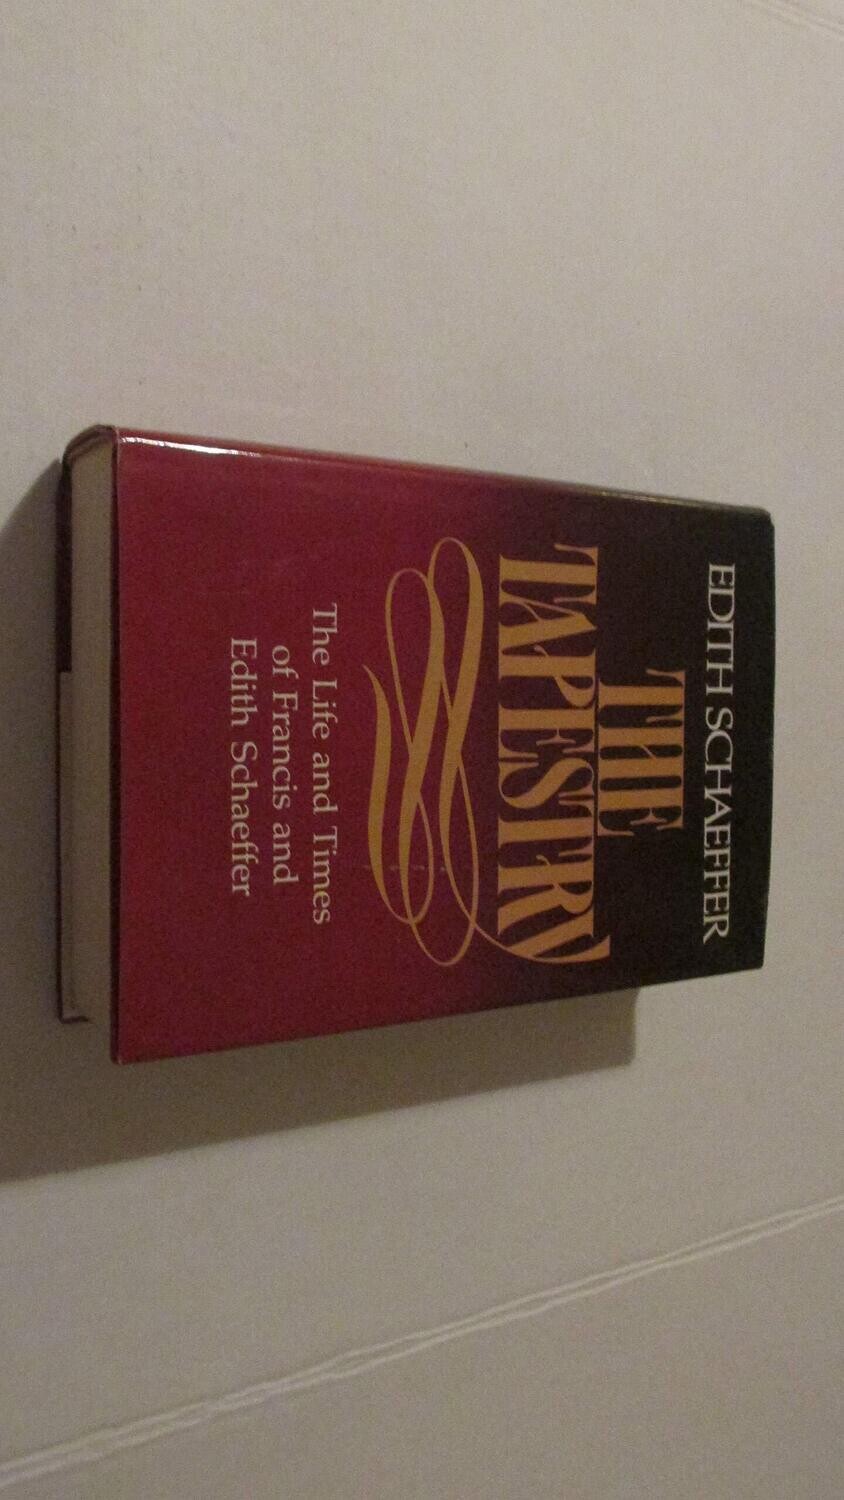 EDITH SCHAEFFER
THE
TAPESTRY
The Life and Times
of Francis and
Edith Schaeffer